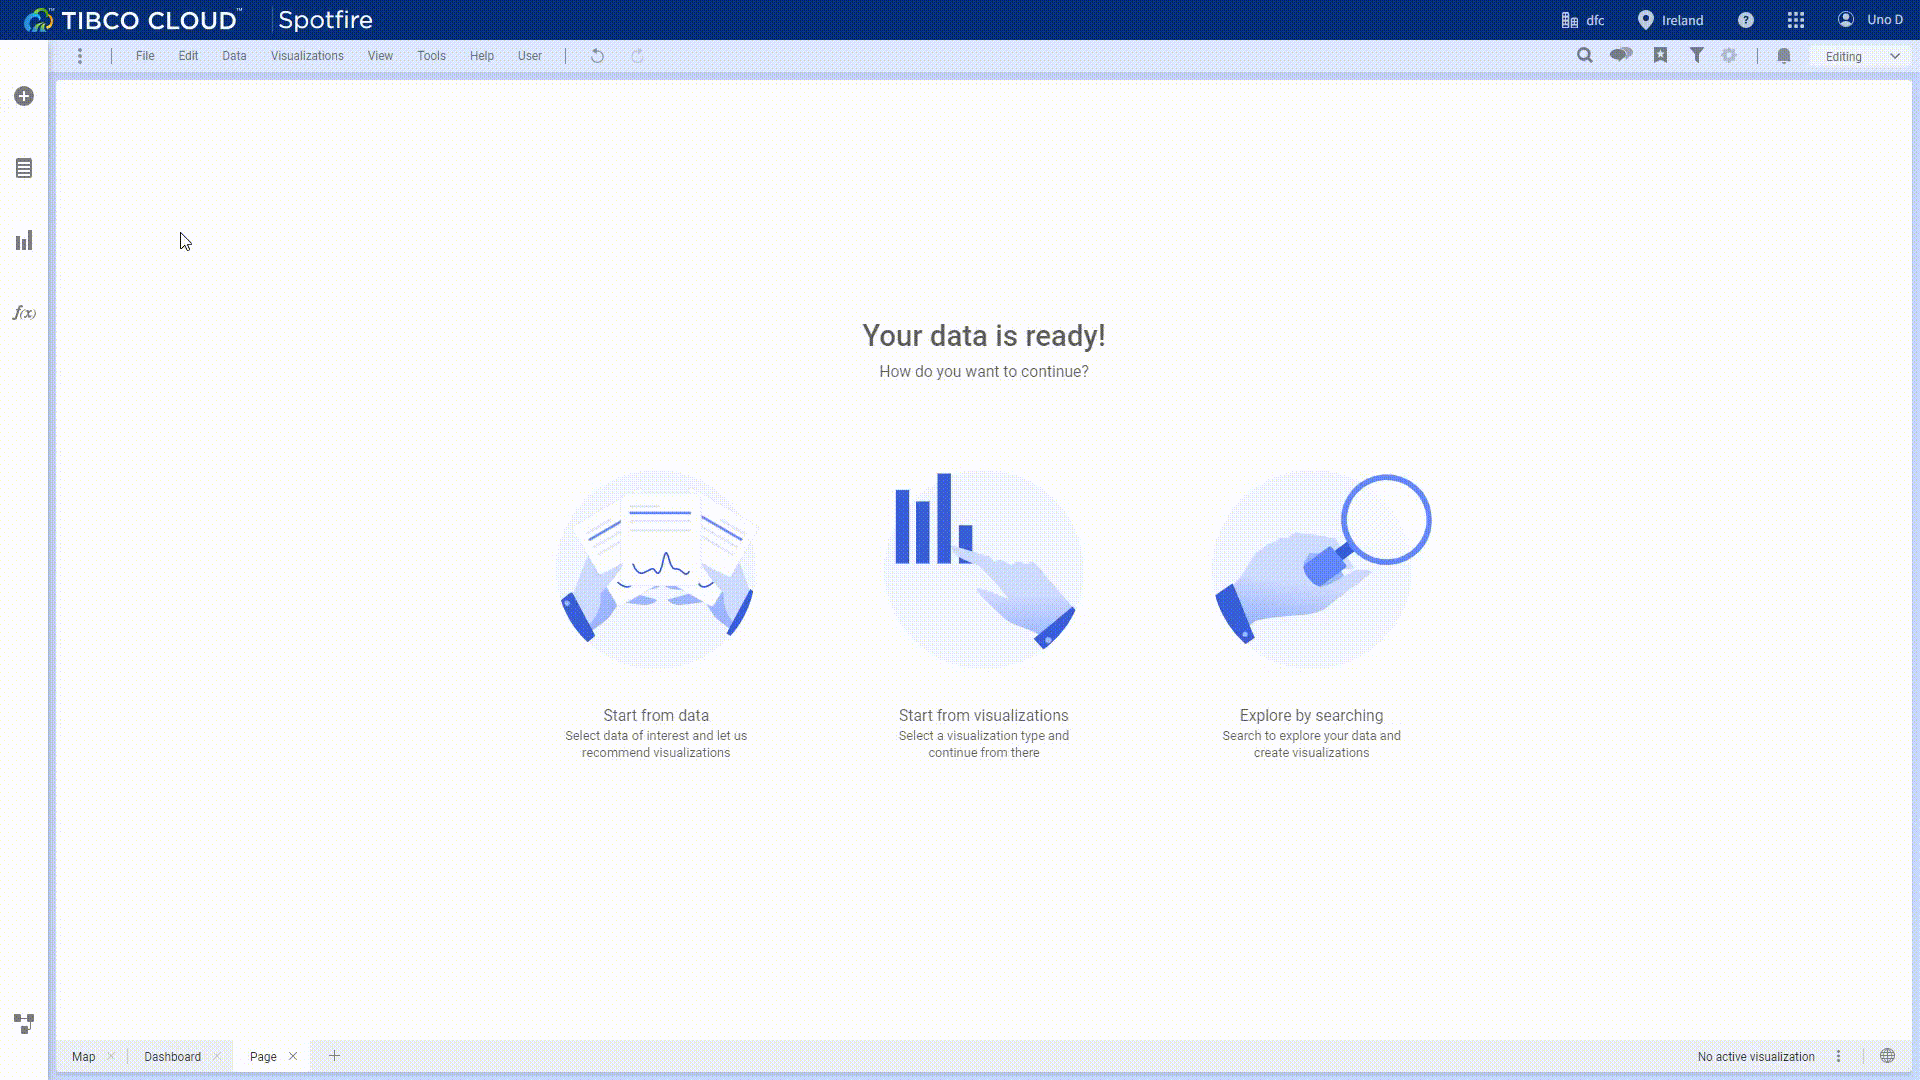 TIBCO CLOUD™ Spotfire dfc Ireland ? Uno D
File Edit Data Visualizations View Tools Help User Editing
f(x)
Your data is ready!
How do you want to continue?
Start from data
Select data of interest and let us
recommend visualizations
Start from visualizations
Select a visualization type and
continue from there
Explore by searching
Search to explore your data and
create visualizations
Map Dashboard Page No active visualization